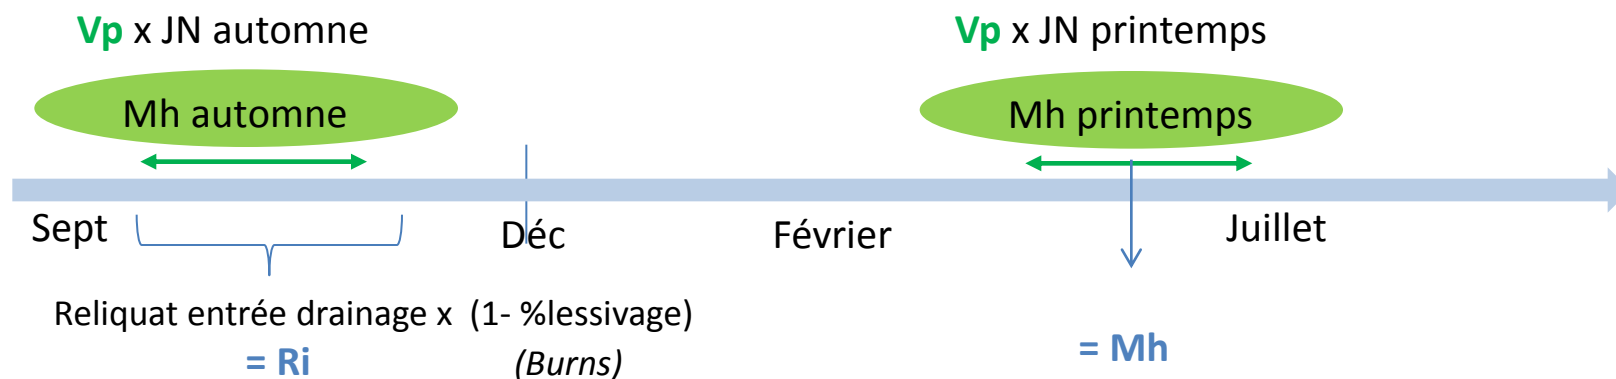 Vp x JN automne
Vp x JN printemps
Mh automne
Mh printemps
Sept
Déc
Février
Juillet
Reliquat entrée drainage x (1- %lessivage)
= Ri
(Burns)
= Mh